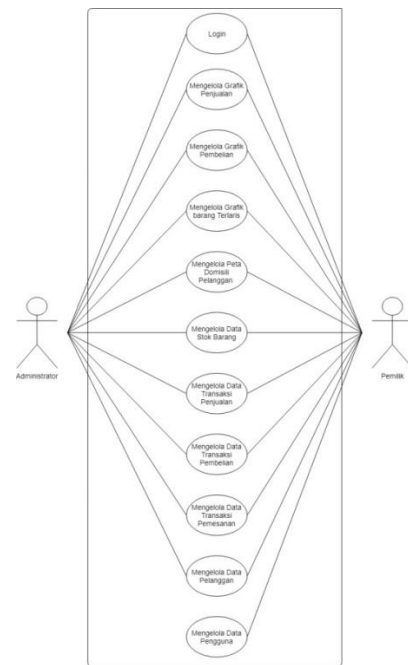 Login
Mengelola Grafik
Penjualan
Mengelola Grafik
Pembelian
Mengelola Grafik
barang Terlaris
Mengelola Peta
Domisili
Pelanggan
Mengelola Data
Stok Barang
Administrator
Pemilik
Mengelola Data
Transaksi
Penjualan
Mengelola Data
Transaksi
Pembelian
Mengelola Data
Transaksi
Pemesanan
Mengelola Data
Pelanggan
Mengelola Data
Pengguna